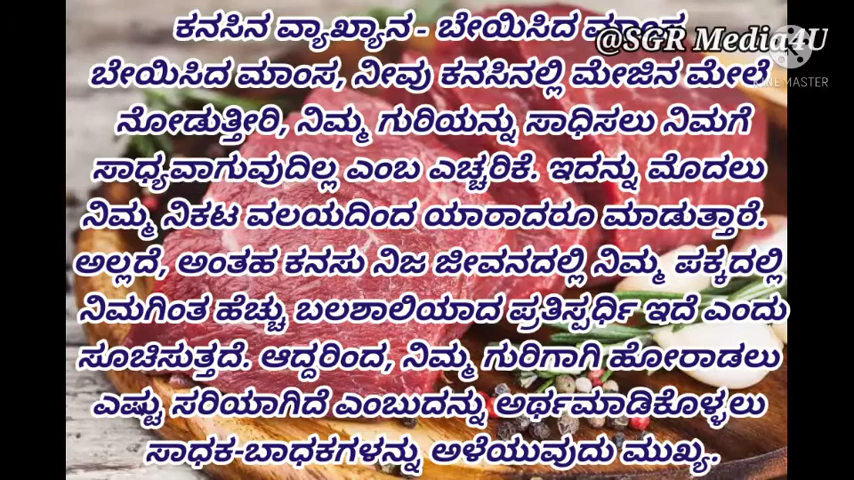 ಕನಸಿನ ವ್ಯಾಖ್ಯಾನ - ಬೇಯಿಸಿದ ಮಾಂಸ
@SGR Media4U
ಬೇಯಿಸಿದ ಮಾಂಸ, ನೀವು ಕನಸಿನಲ್ಲಿ ಮೇಜಿನ ಮೇಲೆ
KINEMASTER
ನೋಡುತ್ತೀರಿ, ನಿಮ್ಮ ಗುರಿಯನ್ನು ಸಾಧಿಸಲು ನಿಮಗೆ
ಸಾಧ್ಯವಾಗುವುದಿಲ್ಲ ಎಂಬ ಎಚ್ಚರಿಕೆ. ಇದನ್ನು ಮೊದಲು
ನಿಮ್ಮ ನಿಕಟ ವಲಯದಿಂದ ಯಾರಾದರೂ ಮಾಡುತ್ತಾರೆ.
ಅಲ್ಲದೆ, ಅಂತಹ ಕನಸು ನಿಜ ಜೀವನದಲ್ಲಿ ನಿಮ್ಮ ಪಕ್ಕದಲ್ಲಿ
ನಿಮಗಿಂತ ಹೆಚ್ಚು ಬಲಶಾಲಿಯಾದ ಪ್ರತಿಸ್ಪರ್ಧಿ ಇದೆ ಎಂದು
ಸೂಚಿಸುತ್ತದೆ. ಆದ್ದರಿಂದ, ನಿಮ್ಮ ಗುರಿಗಾಗಿ ಹೋರಾಡಲು
ಎಷ್ಟು ಸರಿಯಾಗಿದೆ ಎಂಬುದನ್ನು ಅರ್ಥಮಾಡಿಕೊಳ್ಳಲು
ಸಾಧಕ-ಬಾಧಕಗಳನ್ನು ಅಳೆಯುವುದು ಮುಖ್ಯ.